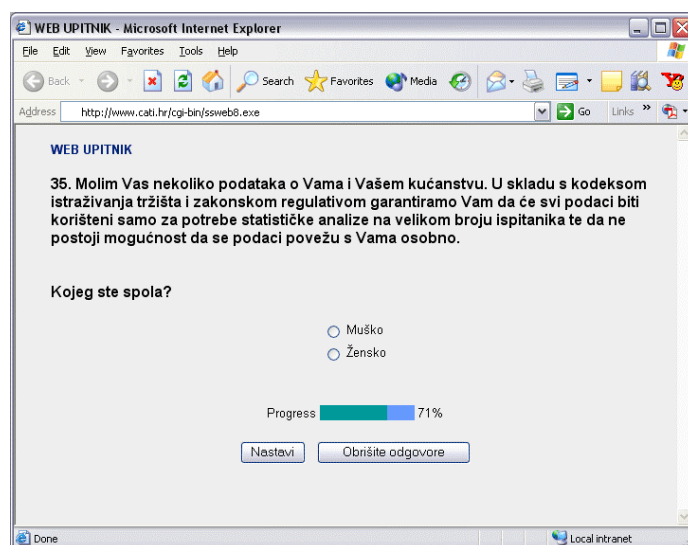 WEB UPITNIK - Microsoft Internet Explorer
File Edit View Favorites Tools Help
Back Search Favorites Media
Address http://www.cati.hr/cgi-bin/ssweb8.exe Go Links »
WEB UPITNIK
35. Molim Vas nekoliko podataka o Vama i Vašem kućanstvu. U skladu s kodeksom
istraživanja tržišta i zakonskom regulativom garantiramo Vam da će svi podaci biti
korišteni samo za potrebe statističke analize na velikom broju ispitanika te da ne
postoji mogućnost da se podaci povežu s Vama osobno.
Kojeg ste spola?
Muško
Žensko
Progress 71%
Nastavi Obrišite odgovore
Done Local intranet